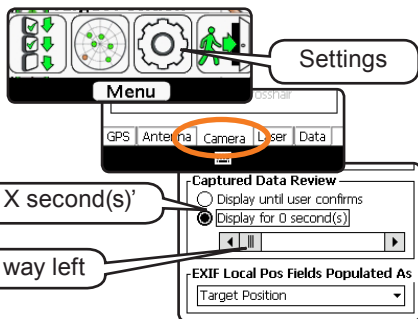 Settings
Menu
osshair
GPS Antenna Camera Laser Data
Captured Data Review
X second(s)'
Display until user confirms
Display for 0 second(s)
way left
EXIF Local Pos Fields Populated As
Target Position